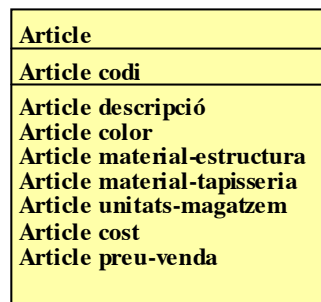 Article
Article codi
Article descripció
Article color
Article material-estructura
Article material-tapisseria
Article unitats-magatzem
Article cost
Article preu-venda